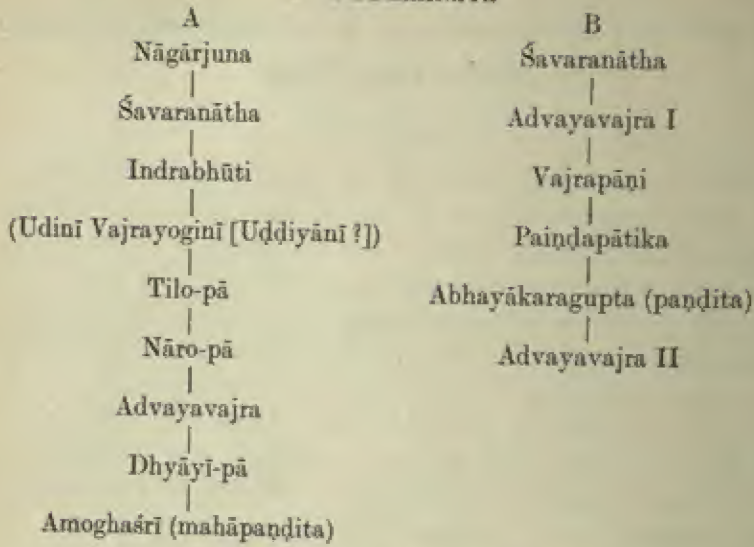 A
Nāgārjuna
Śavaranātha
Indrabhūti
(Udinī Vajrayoginī [Uḍḍiyānī ?])
Tilo-pā
Nāro-pā
Advayavajra
Dhyāyī-pā
Amoghaśrī (mahāpaṇḍita)
B
Śavaranātha
Advayavajra I
Vajrapāṇi
Paiṇḍapātika
Abhayākaragupta (paṇḍita)
Advayavajra II